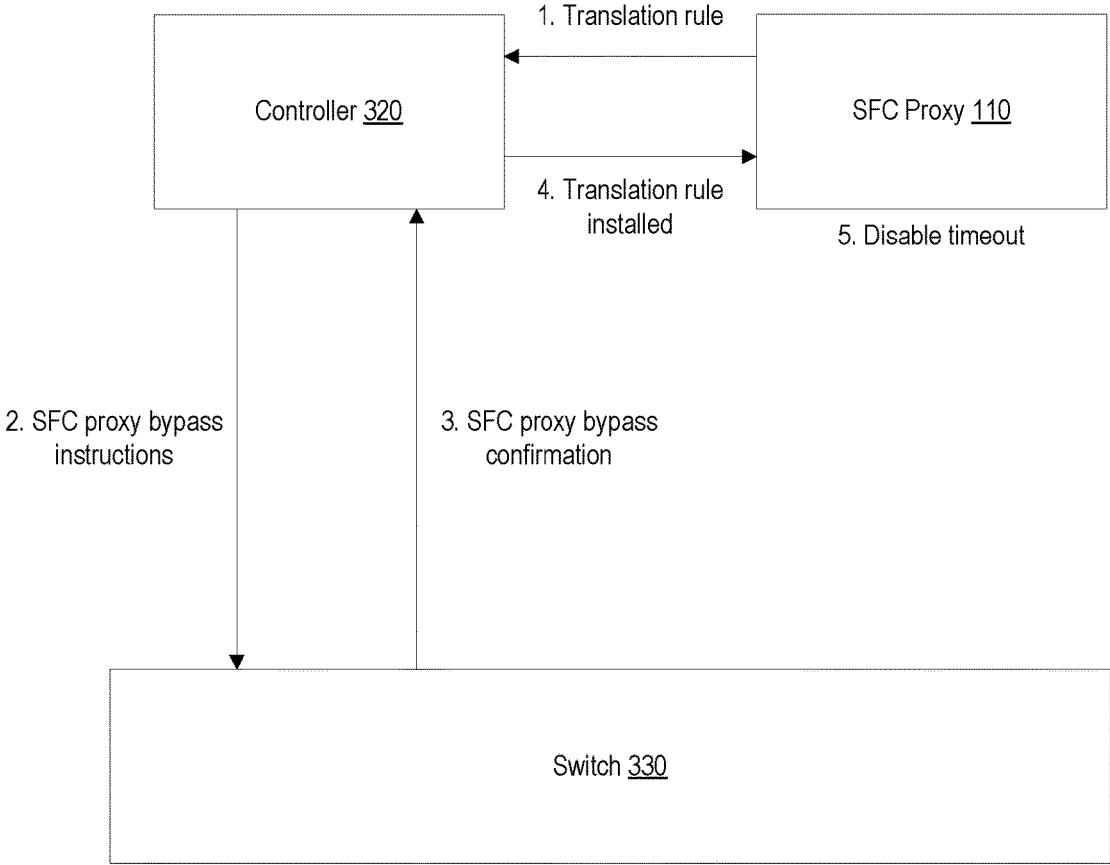 1. Translation rule
Controller 320
SFC Proxy 110
4. Translation rule
installed
5. Disable timeout
2. SFC proxy bypass
instructions
3. SFC proxy bypass
confirmation
Switch 330